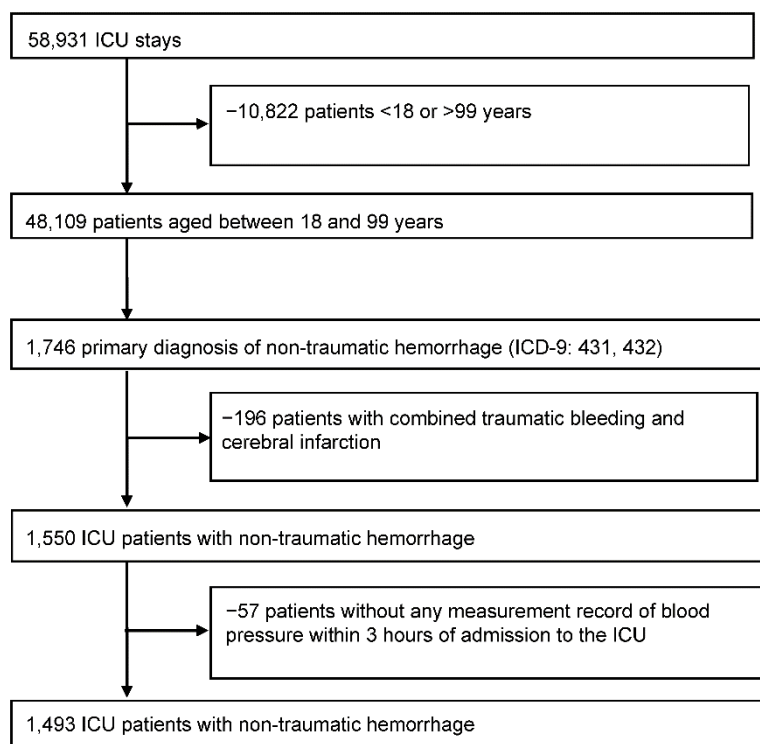 58,931 ICU stays
−10,822 patients <18 or >99 years
48,109 patients aged between 18 and 99 years
1,746 primary diagnosis of non-traumatic hemorrhage (ICD-9: 431, 432)
−196 patients with combined traumatic bleeding and
cerebral infarction
1,550 ICU patients with non-traumatic hemorrhage
−57 patients without any measurement record of blood
pressure within 3 hours of admission to the ICU
1,493 ICU patients with non-traumatic hemorrhage